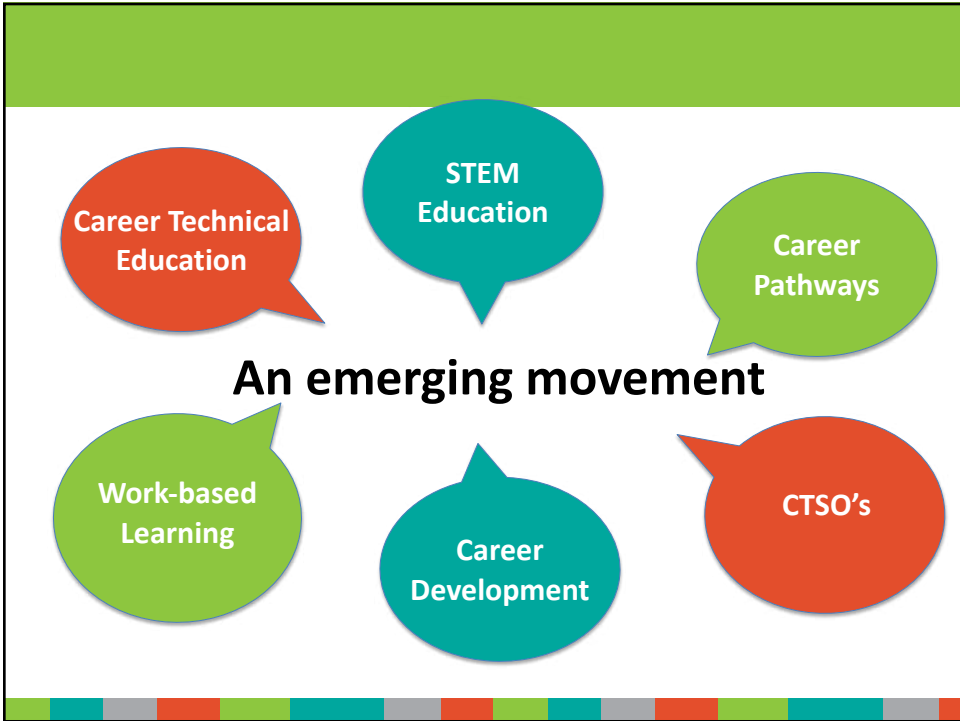 Career Technical
Education
STEM
Education
Career
Pathways
An emerging movement
Work-based
Learning
Career
Development
CTSO’s